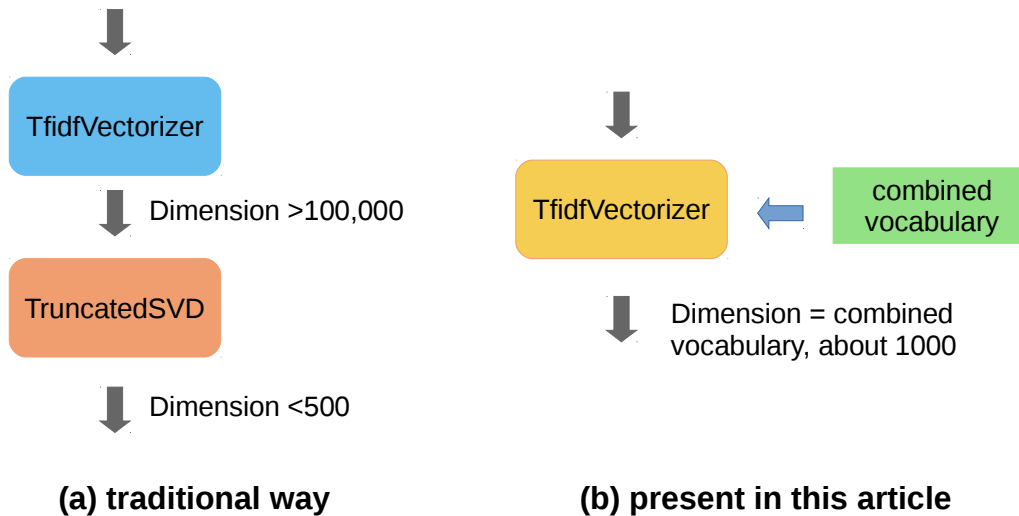 TfidfVectorizer
Dimension >100,000
TruncatedSVD
Dimension <500
(a) traditional way
TfidfVectorizer
combined
vocabulary
Dimension = combined
vocabulary, about 1000
(b) present in this article